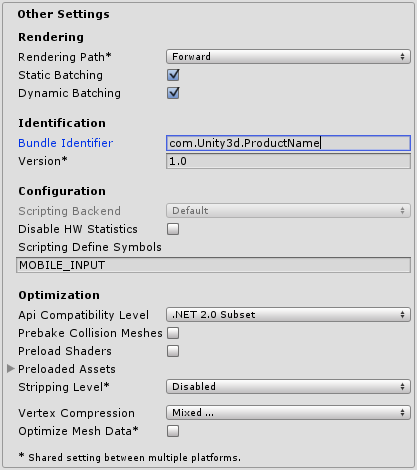 Other Settings
Rendering
Rendering Path* Forward
Static Batching
Dynamic Batching
Identification
Bundle Identifier com.Unity3d.ProductName
Version* 1.0
Configuration
Scripting Backend Default
Disable HW Statistics
Scripting Define Symbols
MOBILE_INPUT
Optimization
Api Compatibility Level .NET 2.0 Subset
Prebake Collision Meshes
Preload Shaders
Preloaded Assets
Stripping Level* Disabled
Vertex Compression Mixed ...
Optimize Mesh Data*
* Shared setting between multiple platforms.